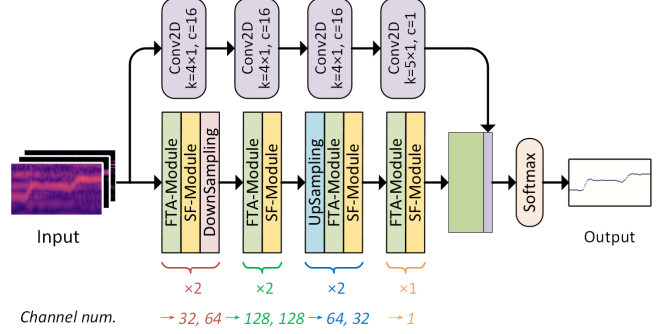 Conv2D
k=4×1, c=16
Conv2D
k=4×1, c=16
Conv2D
k=4×1, c=16
Conv2D
k=5×1, c=1
FTA-Module
SF-Module
DownSampling
FTA-Module
SF-Module
UpSampling
FTA-Module
SF-Module
FTA-Module
SF-Module
Softmax
Input
Output
×2
×2
×2
×1
Channel num. → 32, 64 → 128, 128 → 64, 32 → 1